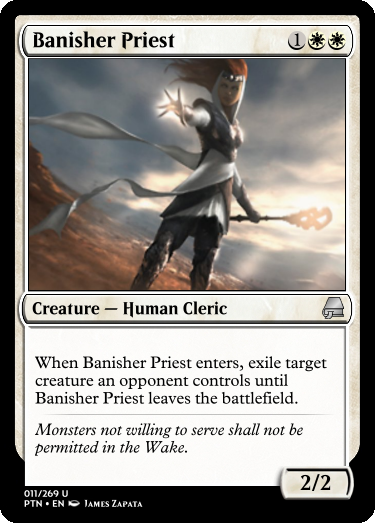 Banisher Priest 1
Creature — Human Cleric
When Banisher Priest enters, exile target
creature an opponent controls until
Banisher Priest leaves the battlefield.
Monsters not willing to serve shall not be
permitted in the Wake.
2/2
011/269 U
PTN • EN James Zapata